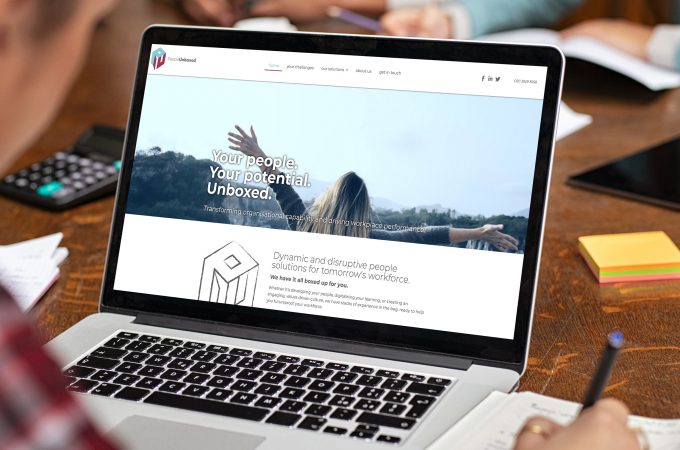 PeopleUnboxed
home your challenges our solutions about us get in touch
Your people.
Your potential.
Unboxed.
Transforming organisational capability and driving workplace performance.
Dynamic and disruptive people
solutions for tomorrow's workforce.
We have it all boxed up for you.
Whether it's developing your people, digitalising your learning, or creating an
engaging, values driven culture, we have stacks of experience in the bag ready to help
you 'unbox' your workforce.